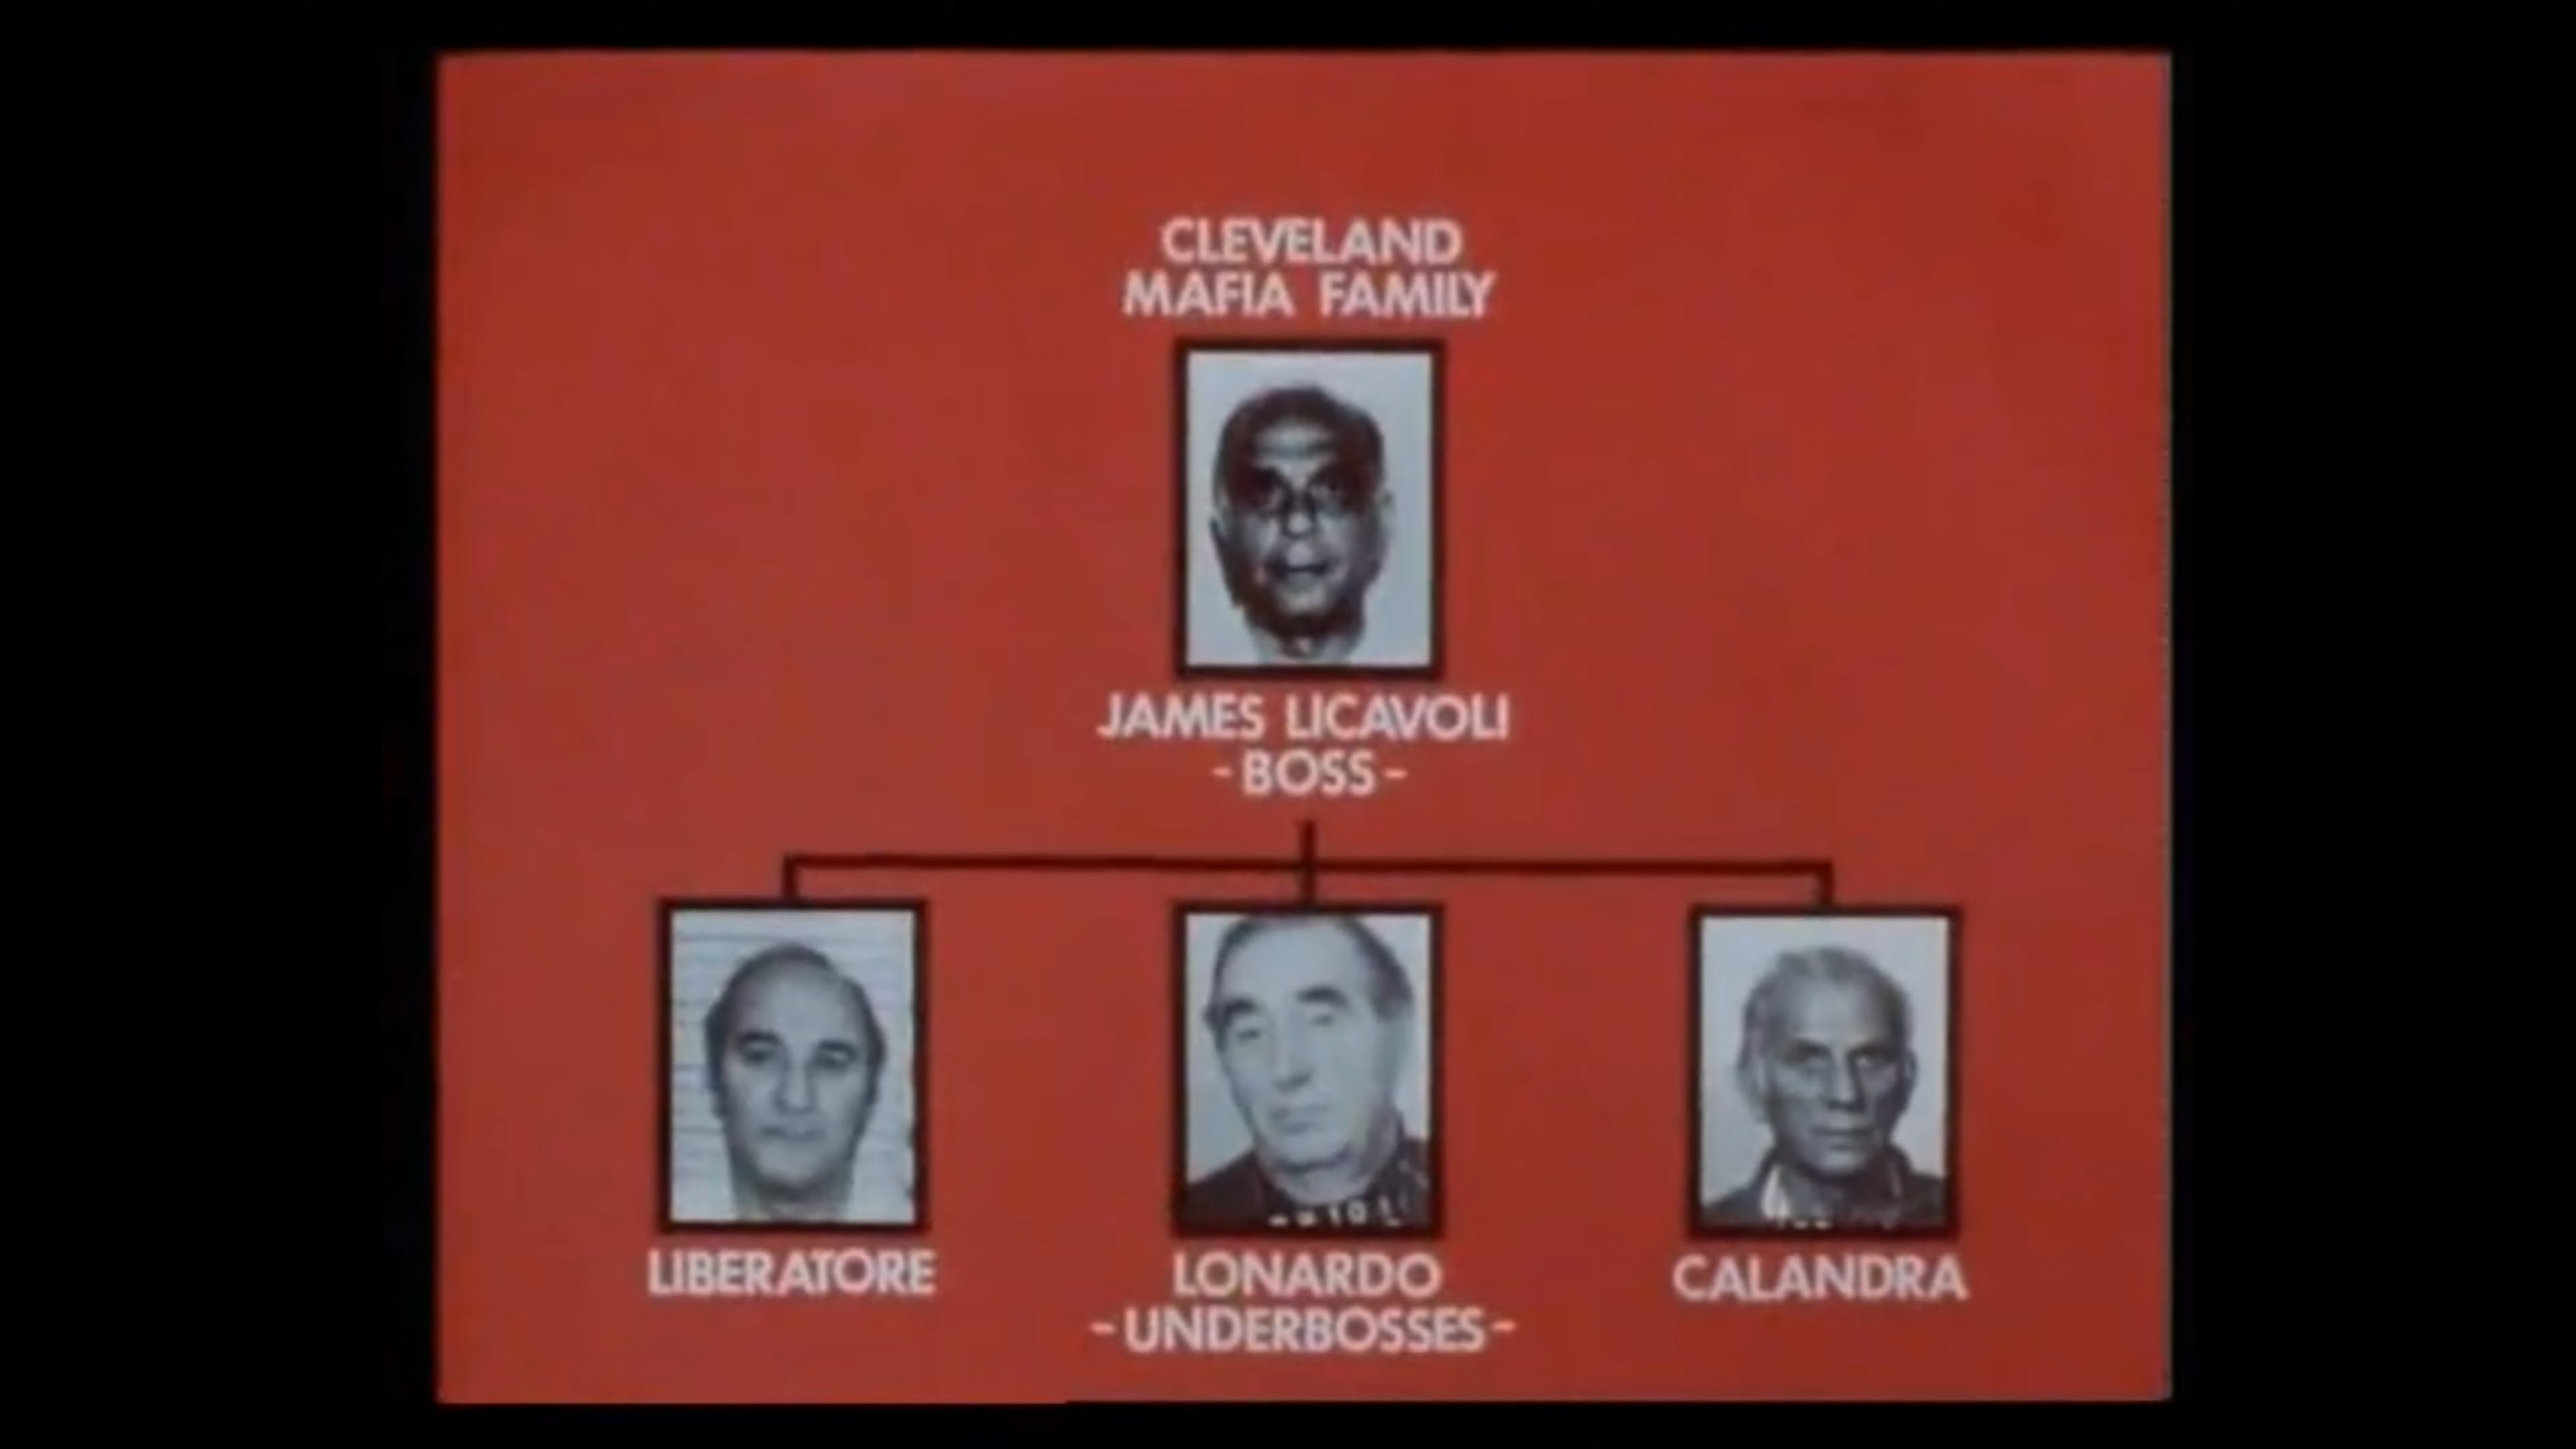 CLEVELAND
MAFIA FAMILY
JAMES LICAVOLI
-BOSS-
LIBERATORE
LONARDO
CALANDRA
-UNDERBOSSES-